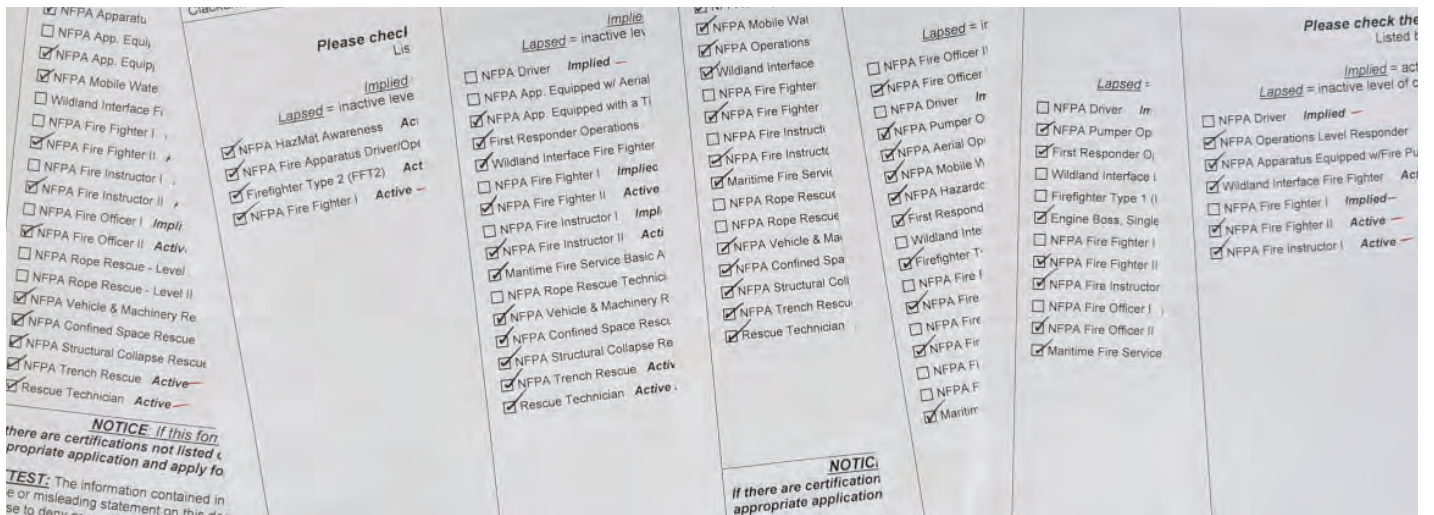 NFPA Apparatu
NFPA App. Equi
NFPA App. Equip
NFPA Mobile Wate
Wildland Interface Fi
NFPA Fire Fighter I
NFPA Fire Fighter II
NFPA Fire Instructor I
NFPA Fire Instructor II
NFPA Fire Officer I Impli
NFPA Fire Officer II Activ
NFPA Rope Rescue - Level
NFPA Rope Rescue - Level II
NFPA Vehicle & Machinery Re
NFPA Confined Space Rescue
NFPA Structural Collapse Rescue
NFPA Trench Rescue Active
Rescue Technician Active
NOTICE: If this for
there are certifications not listed
propriate application and apply fo
TEST: The information contained in
e or misleading statement on this
Please check
Lis
Implied
Lapsed = inactive leve
NFPA HazMat Awareness Act
NFPA Fire Apparatus Driver/Ope
Firefighter Type 2 (FFT2) Act
NFPA Fire Fighter I Active
Implie
Lapsed = inactive lev
NFPA Driver Implied
NFPA App. Equipped w/ Aerial
NFPA App. Equipped with a Ti
First Responder Operations
Wildland Interface Fire Fighter
NFPA Fire Fighter I Implied
NFPA Fire Fighter II Active
NFPA Fire Instructor I Impl
NFPA Fire Instructor II Acti
Maritime Fire Service Basic A
NFPA Rope Rescue Technici
NFPA Vehicle & Machinery R
NFPA Confined Space Rescu
NFPA Structural Collapse Re
NFPA Trench Rescue Activ
Rescue Technician Active
NFPA Mobile Wat
NFPA Operations
Wildland Interface
NFPA Fire Fighter
NFPA Fire Fighter
NFPA Fire Instructi
NFPA Fire Instructo
Maritime Fire Servic
NFPA Rope Rescue
NFPA Rope Rescue
NFPA Vehicle & Mac
NFPA Confined Spa
NFPA Structural Coll
NFPA Trench Rescu
Rescue Technician
NOTIC
If there are certification
appropriate application
Lapsed = in
NFPA Fire Officer I
NFPA Fire Officer
NFPA Driver Im
NFPA Pumper O
NFPA Aerial Op
NFPA Mobile W
NFPA Hazardo
First Respond
Wildland Inte
Firefighter T
NFPA Fire F
NFPA Fire
NFPA Fire
NFPA Fir
NFPA Fi
NFPA F
Maritim
Lapsed =
NFPA Driver Im
NFPA Pumper Op
First Responder O
Wildland Interface
Firefighter Type 1 (
Engine Boss, Single
NFPA Fire Fighter I
NFPA Fire Fighter II
NFPA Fire Instructor
NFPA Fire Officer I
NFPA Fire Officer II
Maritime Fire Service
Please check the
Listed b
Implied = act
Lapsed = inactive level of c
NFPA Driver Implied
NFPA Operations Level Responder
NFPA Apparatus Equipped w/Fire Pu
Wildland Interface Fire Fighter Act
NFPA Fire Fighter I Implied
NFPA Fire Fighter II Active
NFPA Fire Instructor I Active